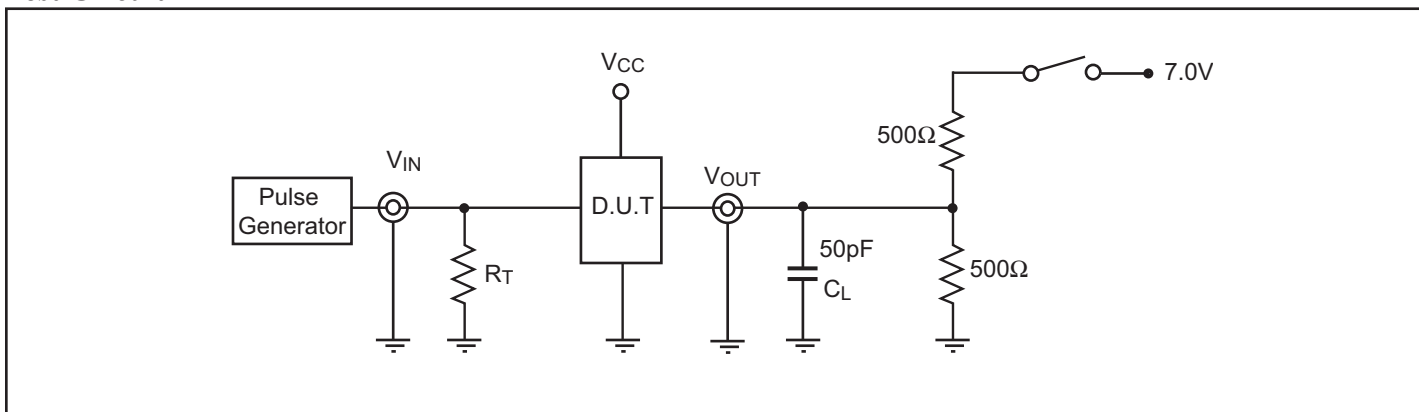 VCC
7.0V
500Ω
VIN
VOUT
Pulse
Generator
D.U.T
50pF
CL
RT
500Ω